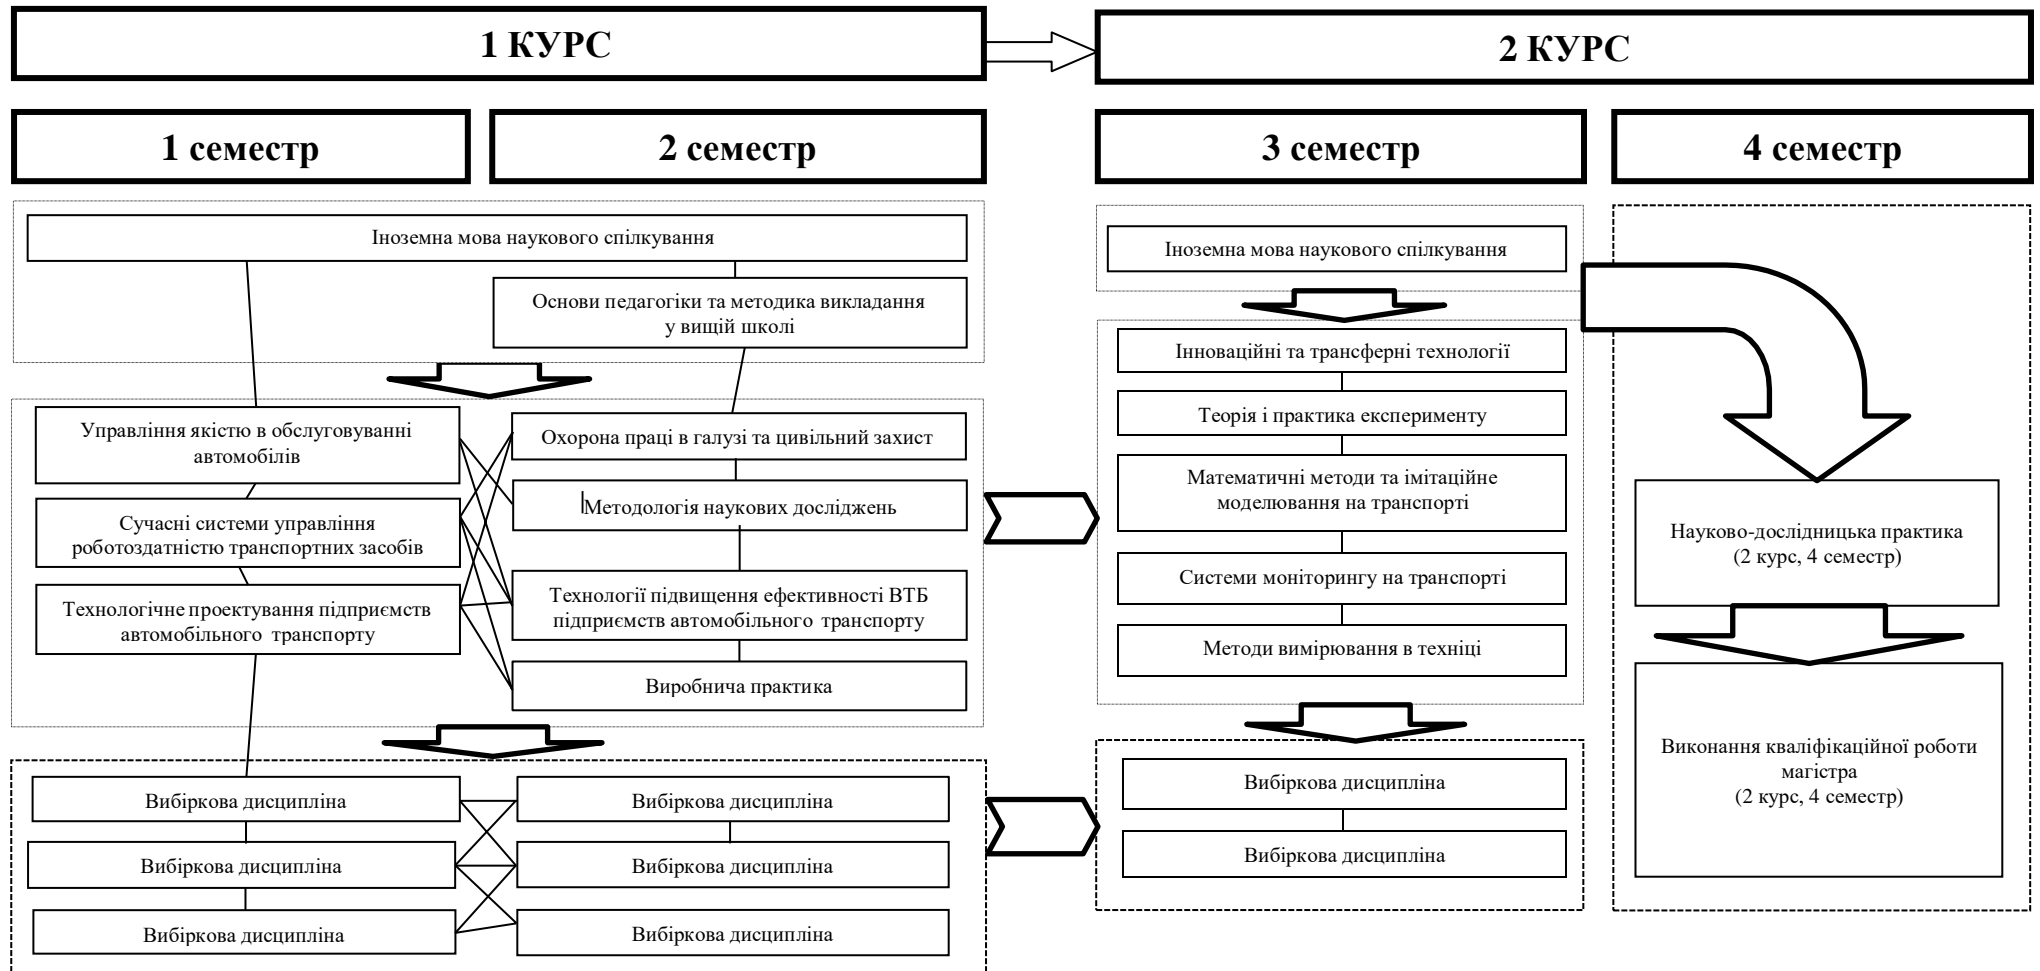 1 КУРС
2 КУРС
1 семестр
2 семестр
3 семестр
4 семестр
Іноземна мова наукового спілкування
Основи педагогіки та методика викладання
у вищій школі
Управління якістю в обслуговуванні
автомобілів
Сучасні системи управління
роботоздатністю транспортних засобів
Технологічне проектування підприємств
автомобільного транспорту
Охорона праці в галузі та цивільний захист
Методологія наукових досліджень
Технології підвищення ефективності ВТБ
підприємств автомобільного транспорту
Виробнича практика
Вибіркова дисципліна
Вибіркова дисципліна
Вибіркова дисципліна
Вибіркова дисципліна
Вибіркова дисципліна
Вибіркова дисципліна
Іноземна мова наукового спілкування
Інноваційні та трансферні технології
Теорія і практика експерименту
Математичні методи та імітаційне
моделювання на транспорті
Системи моніторингу на транспорті
Методи вимірювання в техніці
Вибіркова дисципліна
Вибіркова дисципліна
Науково-дослідницька практика
(2 курс, 4 семестр)
Виконання кваліфікаційної роботи
магістра
(2 курс, 4 семестр)